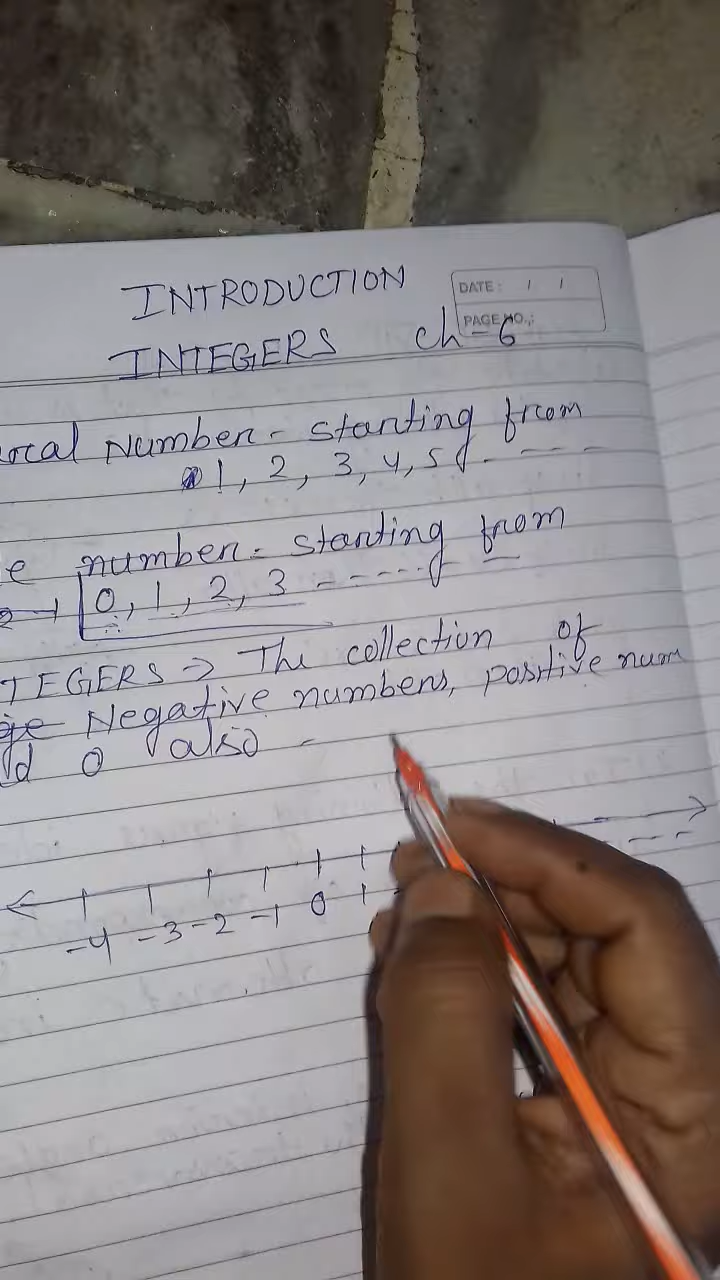 INTRODUCTION
DATE: / /
PAGE NO.:
INTEGERS ch-6
Number - starting from
1, 2, 3, 4, 5, - - - -
number - starting from
0, 1, 2, 3 - - - - - -
TEGERS → The collection of
Negative numbers, positive num
d 0 also -
-4 -3 -2 -1 0 1 - - -